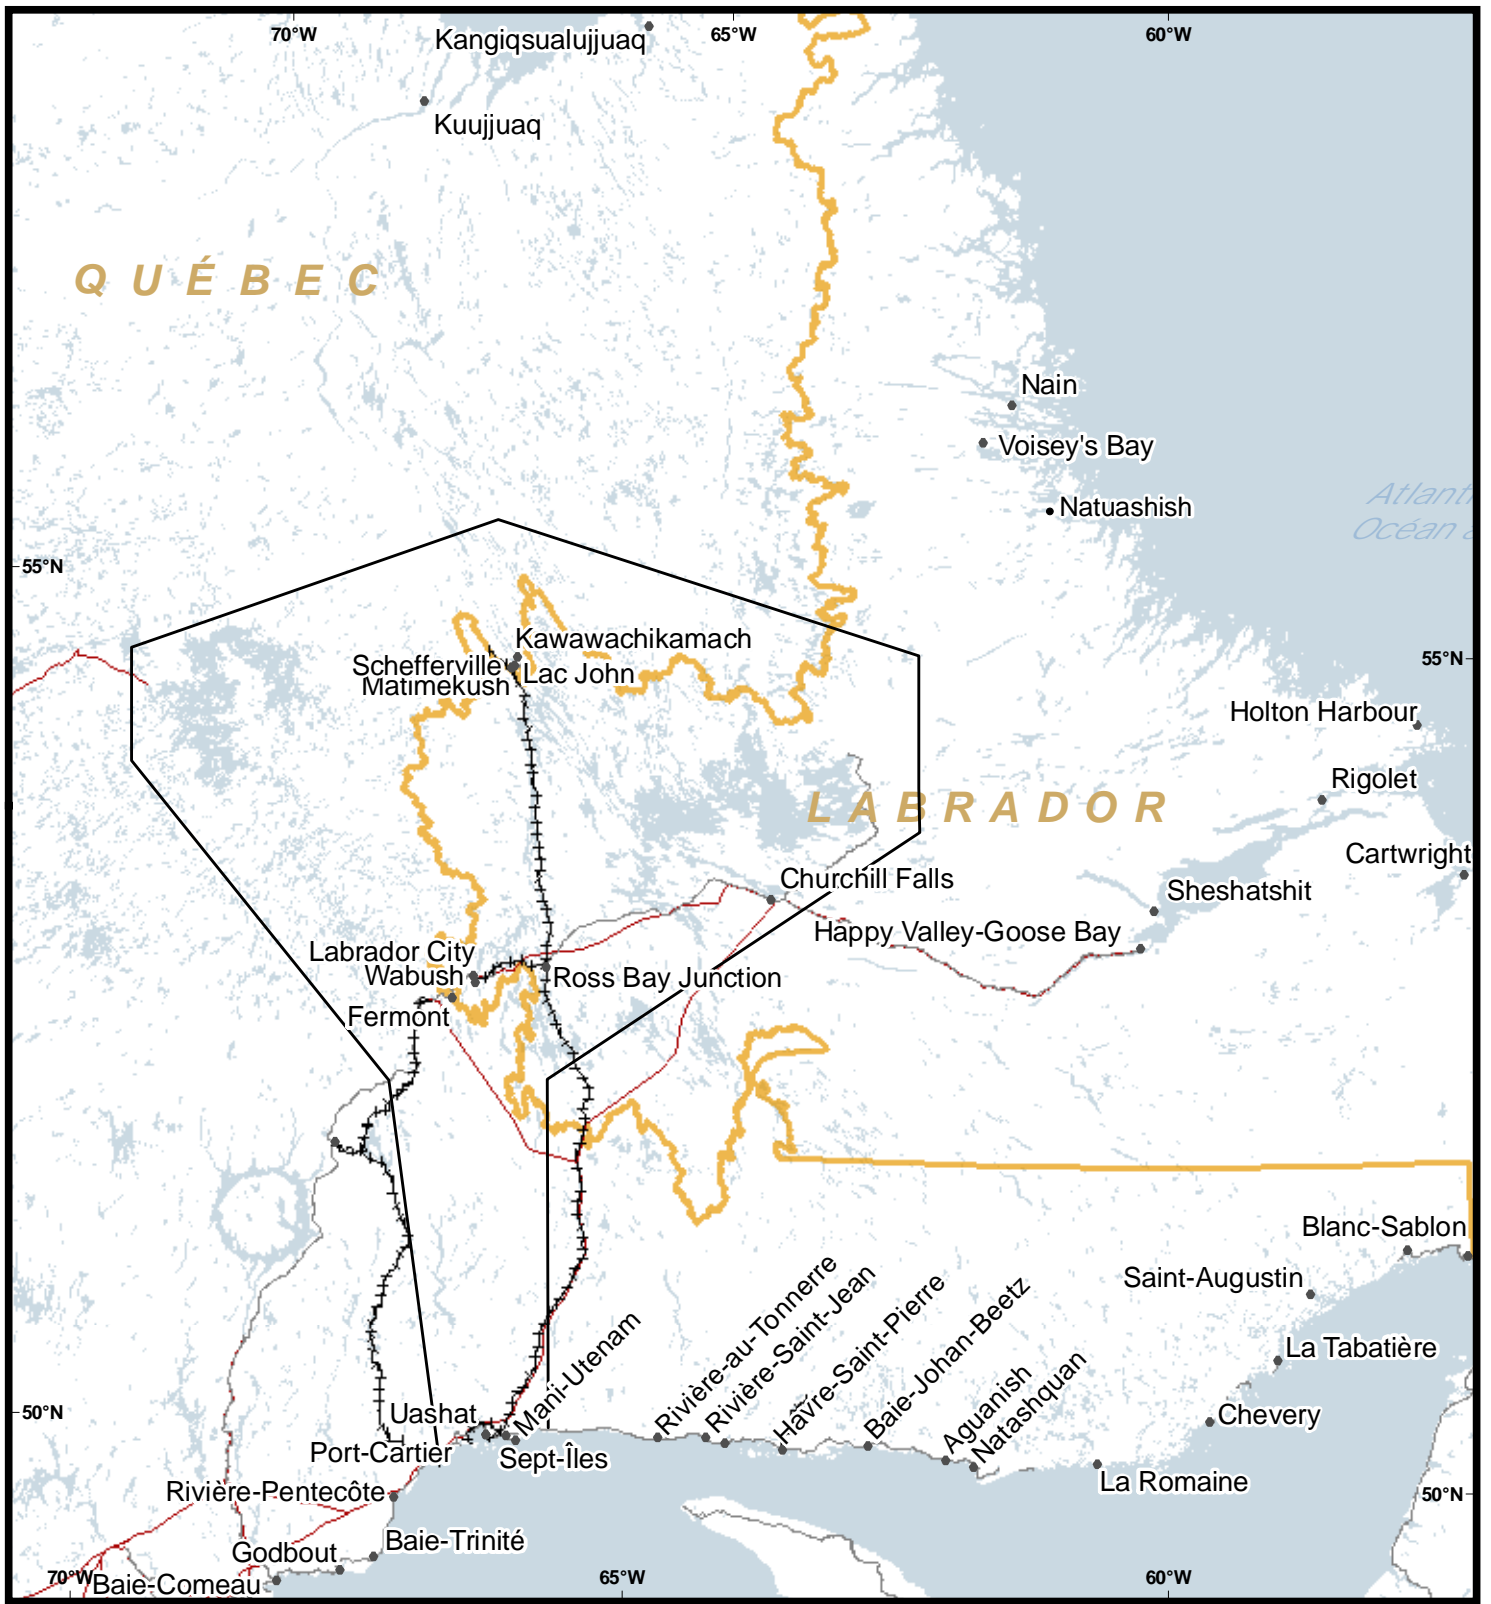 70°W
65°W
60°W
Kangiqsualujjuaq
Kuujjuaq
QUÉBEC
Nain
Voisey's Bay
Natuashish
Atlanti
Océan a
55°N
Kawawachikamach
Schefferville
Lac John
Matimekush
55°N
Holton Harbour
Rigolet
LABRADOR
Cartwright
Churchill Falls
Sheshatshit
Happy Valley-Goose Bay
Labrador City
Wabush
Ross Bay Junction
Fermont
Blanc-Sablon
Saint-Augustin
Rivière-au-Tonnerre
Rivière-Saint-Jean
Hâvre-Saint-Pierre
Baie-Johan-Beetz
Aguanish
Natashquan
Mani-Utenam
La Tabatière
50°N
Uashat
Chevery
Port-Cartier
Sept-Îles
La Romaine
Rivière-Pentecôte
50°N
Baie-Trinité
Godbout
Baie-Comeau
70°W
65°W
60°W